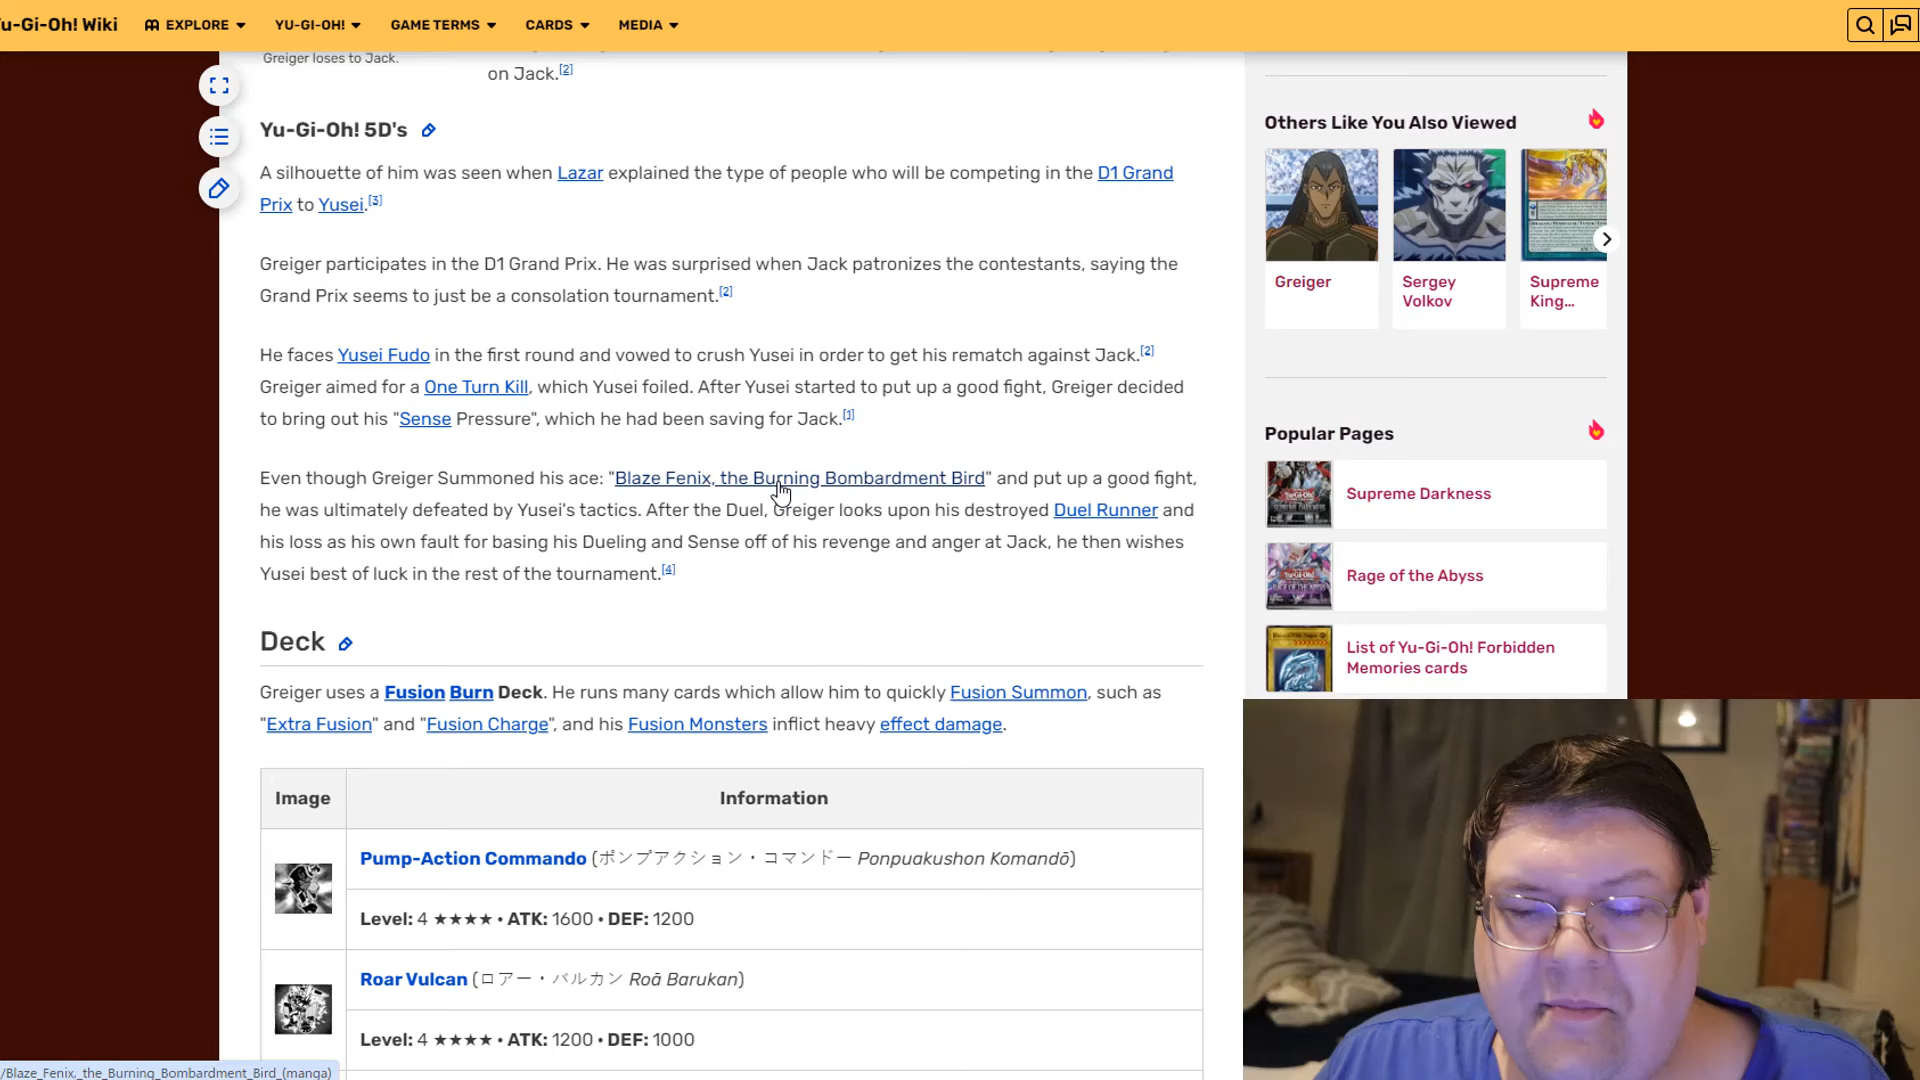 u-Gi-Oh! Wiki
EXPLORE
YU-GI-OH!
GAME TERMS
CARDS
MEDIA
Greiger loses to Jack.
on Jack.[2]
Yu-Gi-Oh! 5D's
A silhouette of him was seen when Lazar explained the type of people who will be competing in the D1 Grand
Prix to Yusei.[3]
Greiger participates in the D1 Grand Prix. He was surprised when Jack patronizes the contestants, saying the
Grand Prix seems to just be a consolation tournament.[2]
He faces Yusei Fudo in the first round and vowed to crush Yusei in order to get his rematch against Jack.[2]
Greiger aimed for a One Turn Kill, which Yusei foiled. After Yusei started to put up a good fight, Greiger decided
to bring out his "Sense Pressure", which he had been saving for Jack.[1]
Even though Greiger Summoned his ace: "Blaze Fenix, the Burning Bombardment Bird" and put up a good fight,
he was ultimately defeated by Yusei's tactics. After the Duel, Greiger looks upon his destroyed Duel Runner and
his loss as his own fault for basing his Dueling and Sense off of his revenge and anger at Jack, he then wishes
Yusei best of luck in the rest of the tournament.[4]
Deck
Greiger uses a Fusion Burn Deck. He runs many cards which allow him to quickly Fusion Summon, such as
"Extra Fusion" and "Fusion Charge", and his Fusion Monsters inflict heavy effect damage.
Image
Information
Pump-Action Commando (ポンプアクション・コマンドー Ponpuakushon Komandō)
Level: 4 ★★★★ • ATK: 1600 • DEF: 1200
Roar Vulcan (ロアー・バルカン Roā Barukan)
Level: 4 ★★★★ • ATK: 1200 • DEF: 1000
/Blaze_Fenix,_the_Burning_Bombardment_Bird_(manga)
Others Like You Also Viewed
Greiger
Sergey
Volkov
Supreme
King...
Popular Pages
Supreme Darkness
Rage of the Abyss
List of Yu-Gi-Oh! Forbidden
Memories cards